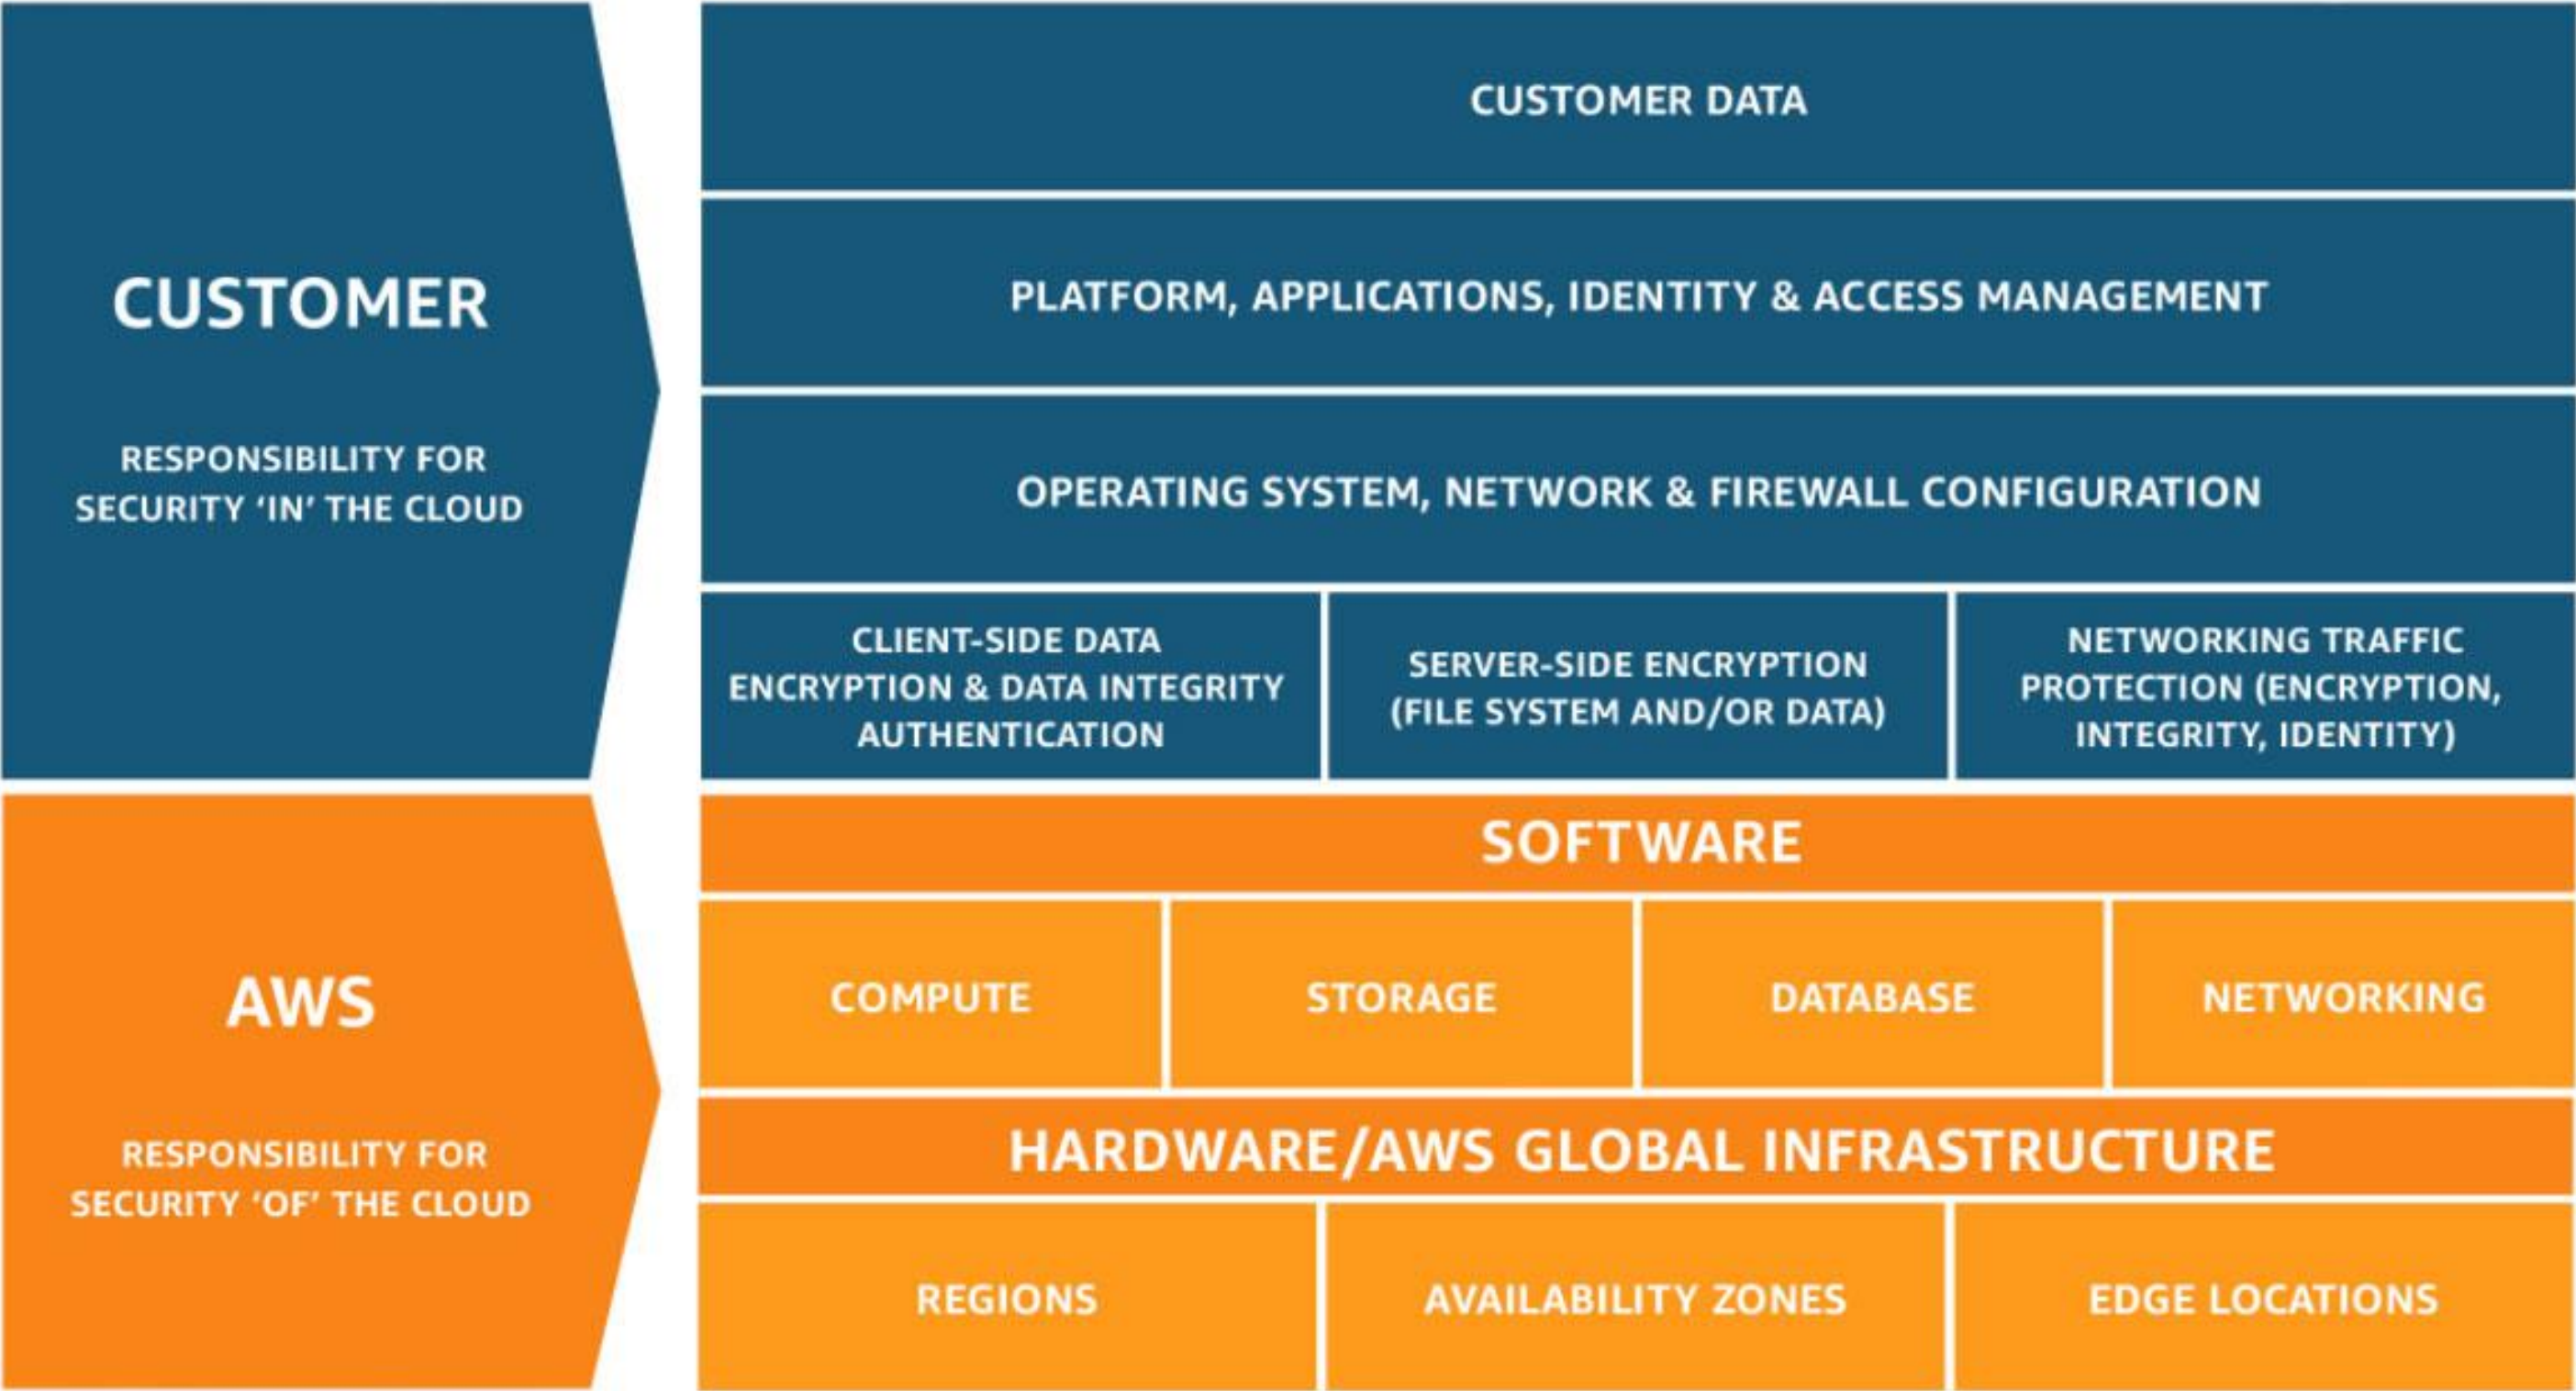 CUSTOMER
RESPONSIBILITY FOR
SECURITY ‘IN’ THE CLOUD
CUSTOMER DATA
PLATFORM, APPLICATIONS, IDENTITY & ACCESS MANAGEMENT
OPERATING SYSTEM, NETWORK & FIREWALL CONFIGURATION
CLIENT-SIDE DATA
ENCRYPTION & DATA INTEGRITY
AUTHENTICATION
SERVER-SIDE ENCRYPTION
(FILE SYSTEM AND/OR DATA)
NETWORKING TRAFFIC
PROTECTION (ENCRYPTION,
INTEGRITY, IDENTITY)
AWS
RESPONSIBILITY FOR
SECURITY ‘OF’ THE CLOUD
SOFTWARE
COMPUTE
STORAGE
DATABASE
NETWORKING
HARDWARE/AWS GLOBAL INFRASTRUCTURE
REGIONS
AVAILABILITY ZONES
EDGE LOCATIONS